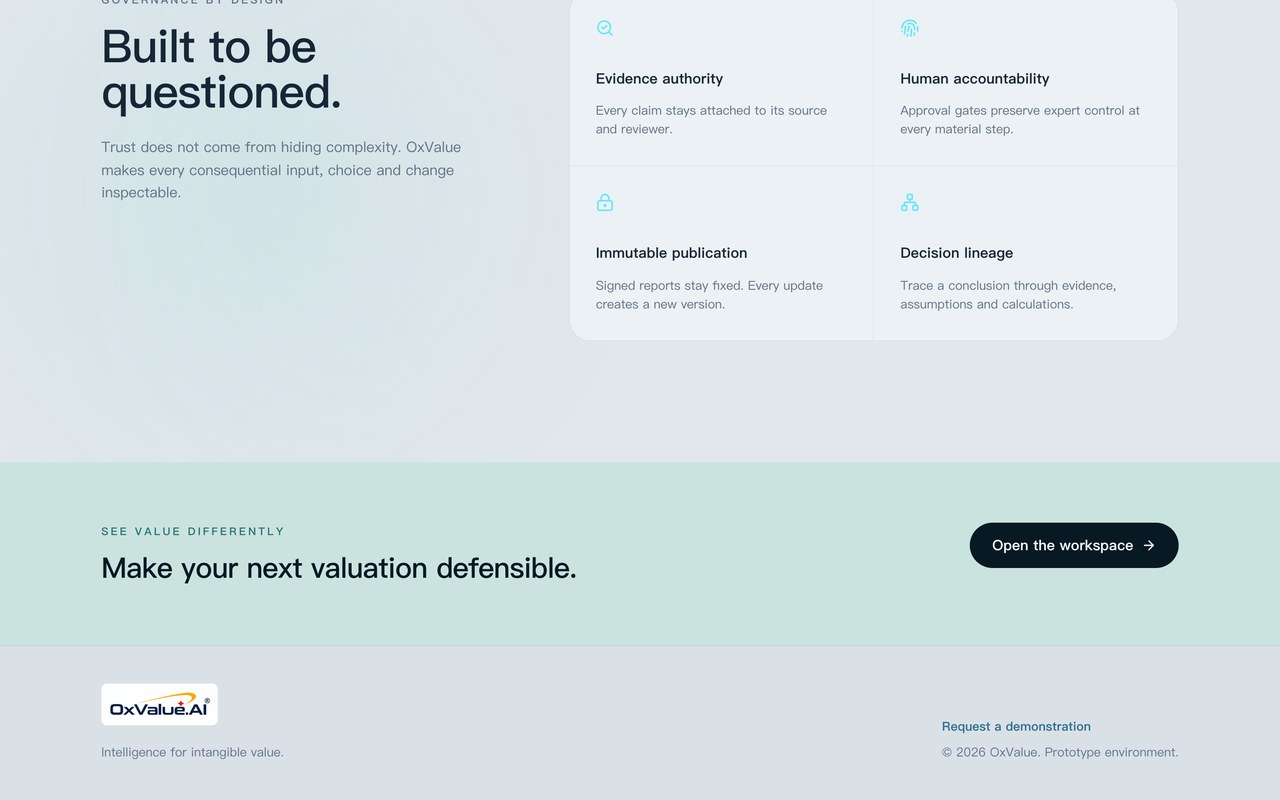 GOVERNANCE BY DESIGN
Built to be
questioned.
Trust does not come from hiding complexity. OxValue
makes every consequential input, choice and change
inspectable.
Evidence authority
Every claim stays attached to its source
and reviewer.
Human accountability
Approval gates preserve expert control at
every material step.
Immutable publication
Signed reports stay fixed. Every update
creates a new version.
Decision lineage
Trace a conclusion through evidence,
assumptions and calculations.
SEE VALUE DIFFERENTLY
Make your next valuation defensible.
Open the workspace →
OxValue.AI®
Intelligence for intangible value.
Request a demonstration
© 2026 OxValue. Prototype environment.